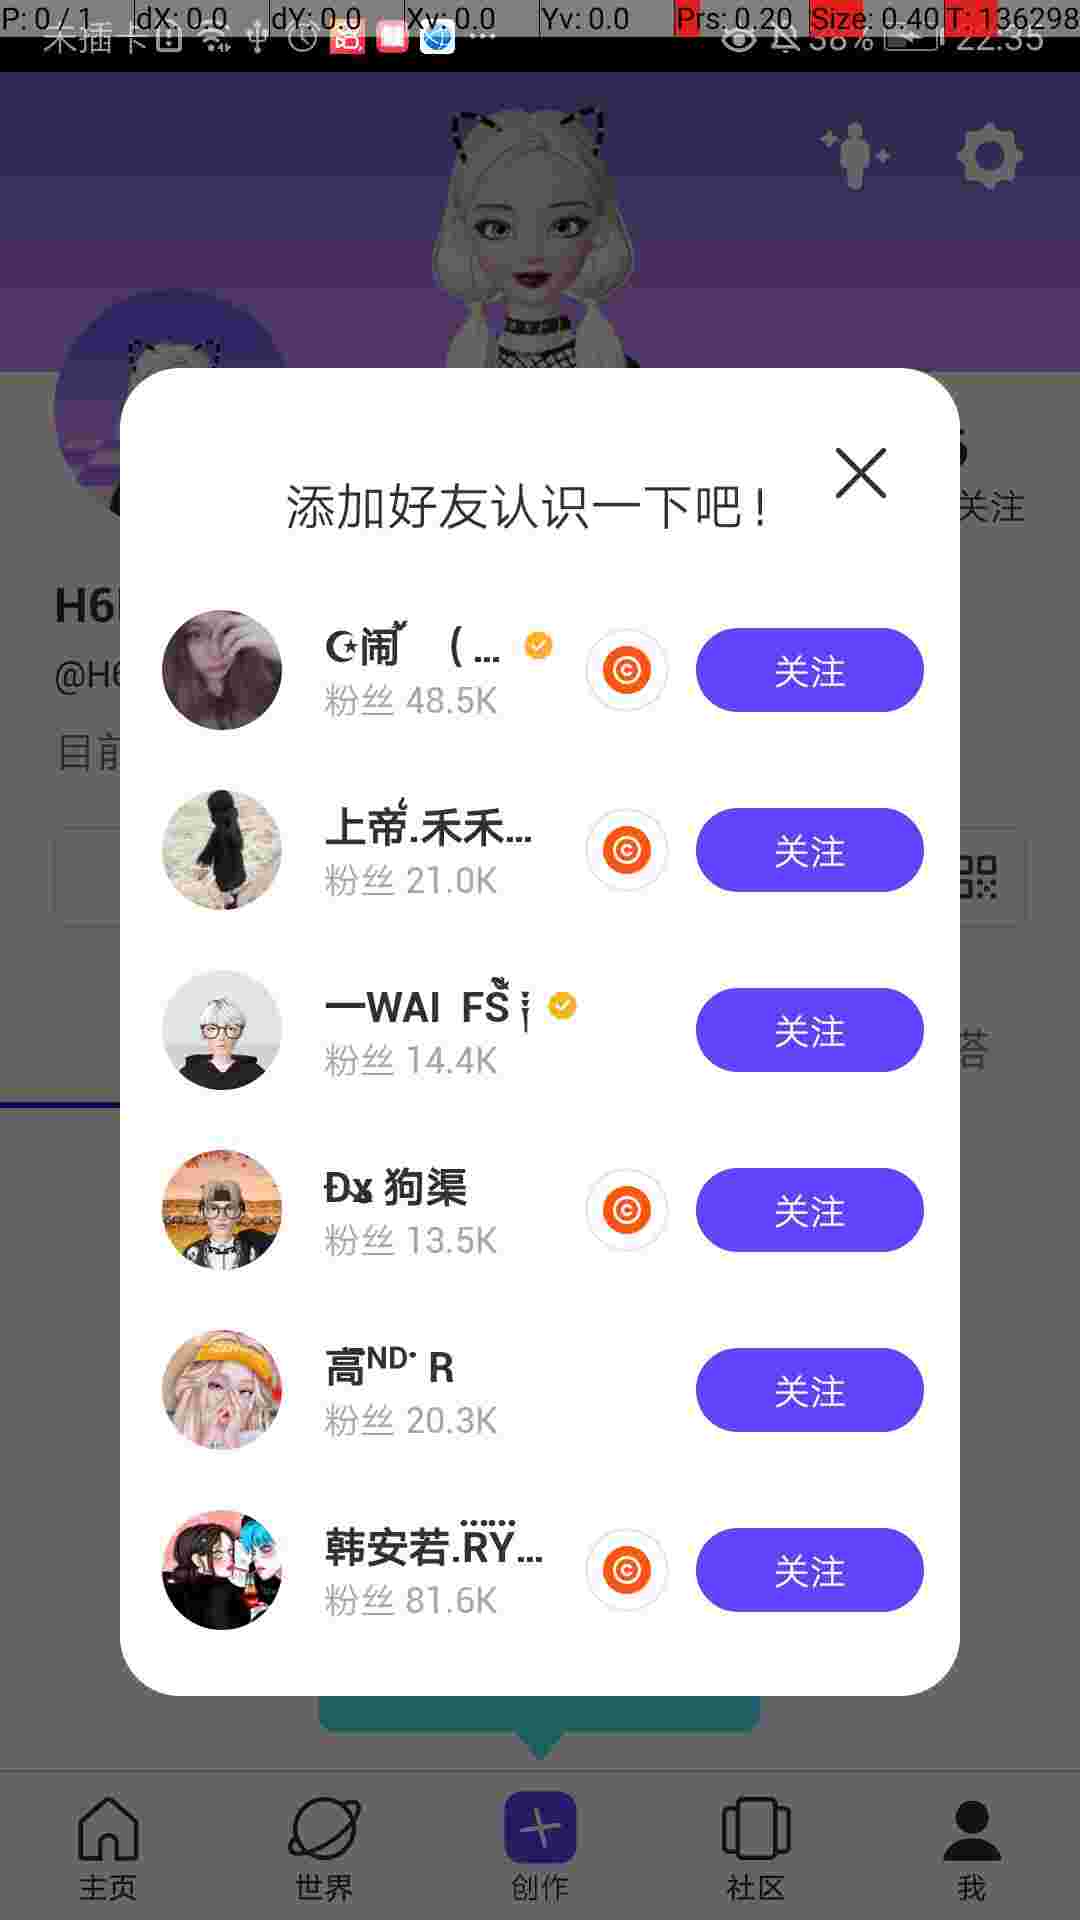 P: 0 / 1 dX: 0.0 dY: 0.0 Xv: 0.0 Yv: 0.0 Prs: 0.20 Size: 0.40 T: 136298
未插卡 38% 22:35
关注
添加好友认识一下吧!
H6
@H6
目前
☪闹 ( ...
粉丝 48.5K
关注
上帝.禾禾...
粉丝 21.0K
关注
一WAI FS
粉丝 14.4K
关注
搭
狗渠
粉丝 13.5K
关注
高ᴺᴰ· R
粉丝 20.3K
关注
韩安若.RY...
粉丝 81.6K
关注
主页 世界 创作 社区 我